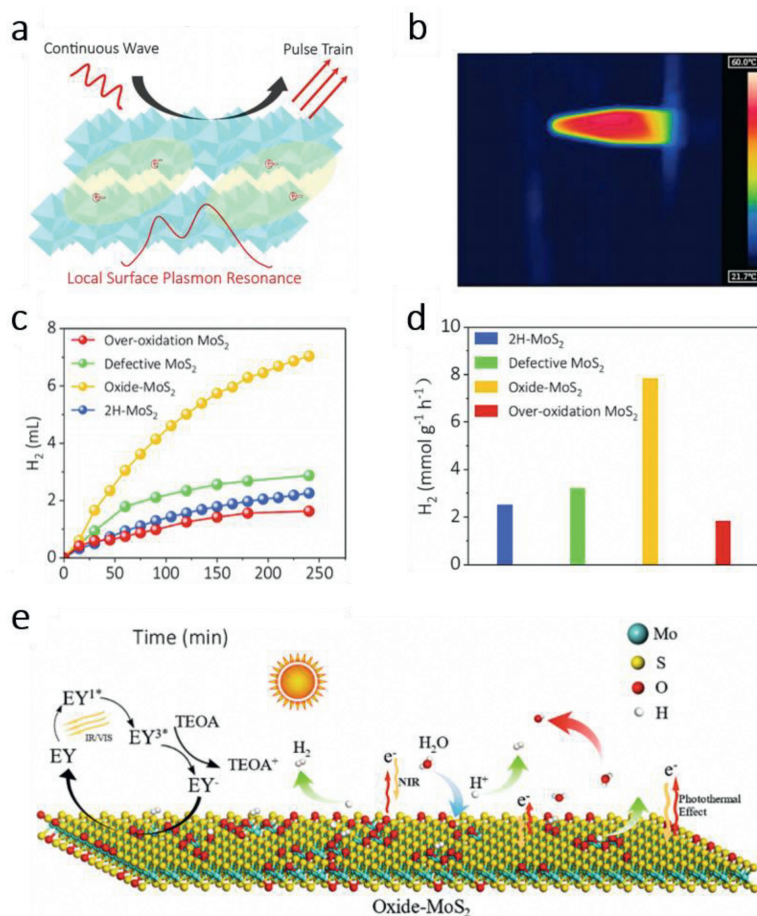 a
Continuous Wave
Pulse Train
Local Surface Plasmon Resonance
b
60.0°C
21.7°C
c
8
6
4
2
0
H₂ (mL)
Over-oxidation MoS₂
Defective MoS₂
Oxide-MoS₂
2H-MoS₂
0 50 100 150 200 250
d
10
8
6
4
2
0
H₂ (mmol g⁻¹ h⁻¹)
2H-MoS₂
Defective MoS₂
Oxide-MoS₂
Over-oxidation MoS₂
e
Time (min)
EY¹*
IR/VIS
EY
EY³*
TEOA
TEOA⁺
EY⁻
H₂
e⁻
NIR
H₂O
H⁺
e⁻
e⁻
Photothermal
Effect
Mo
S
O
H
Oxide-MoS₂